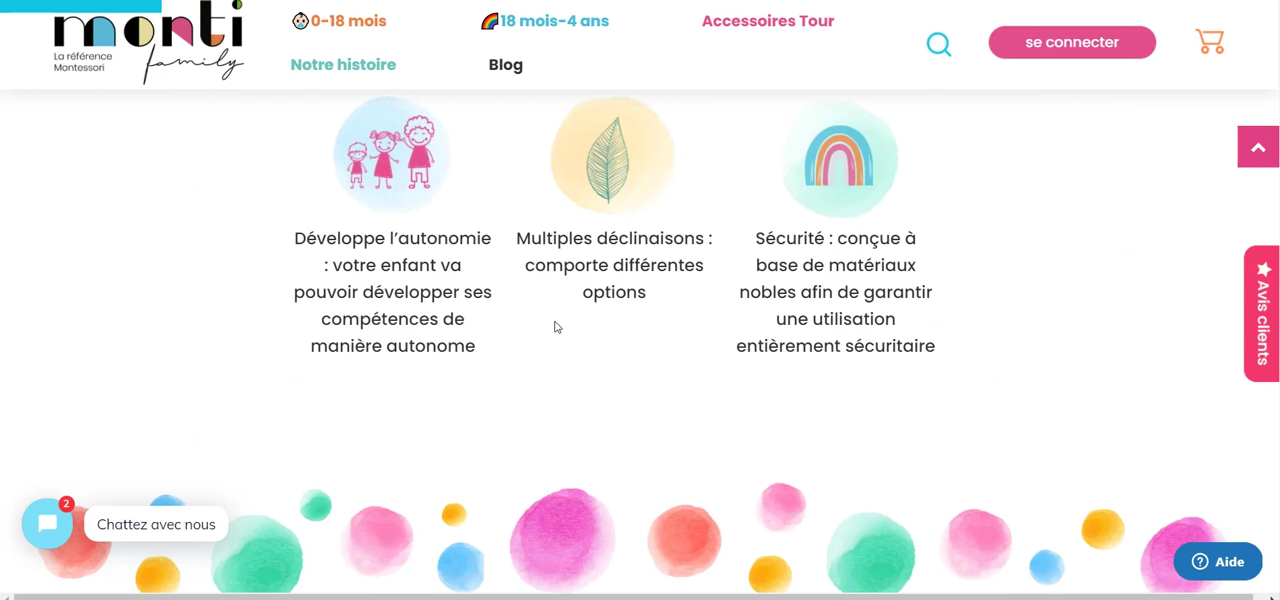 monti
family
La référence
Montessori
0-18 mois
18 mois-4 ans
Accessoires Tour
Notre histoire
Blog
se connecter
Développe l'autonomie
: votre enfant va
pouvoir développer ses
compétences de
manière autonome
Multiples déclinaisons :
comporte différentes
options
Sécurité : conçue à
base de matériaux
nobles afin de garantir
une utilisation
entièrement sécuritaire
Avis clients
2
Chattez avec nous
Aide